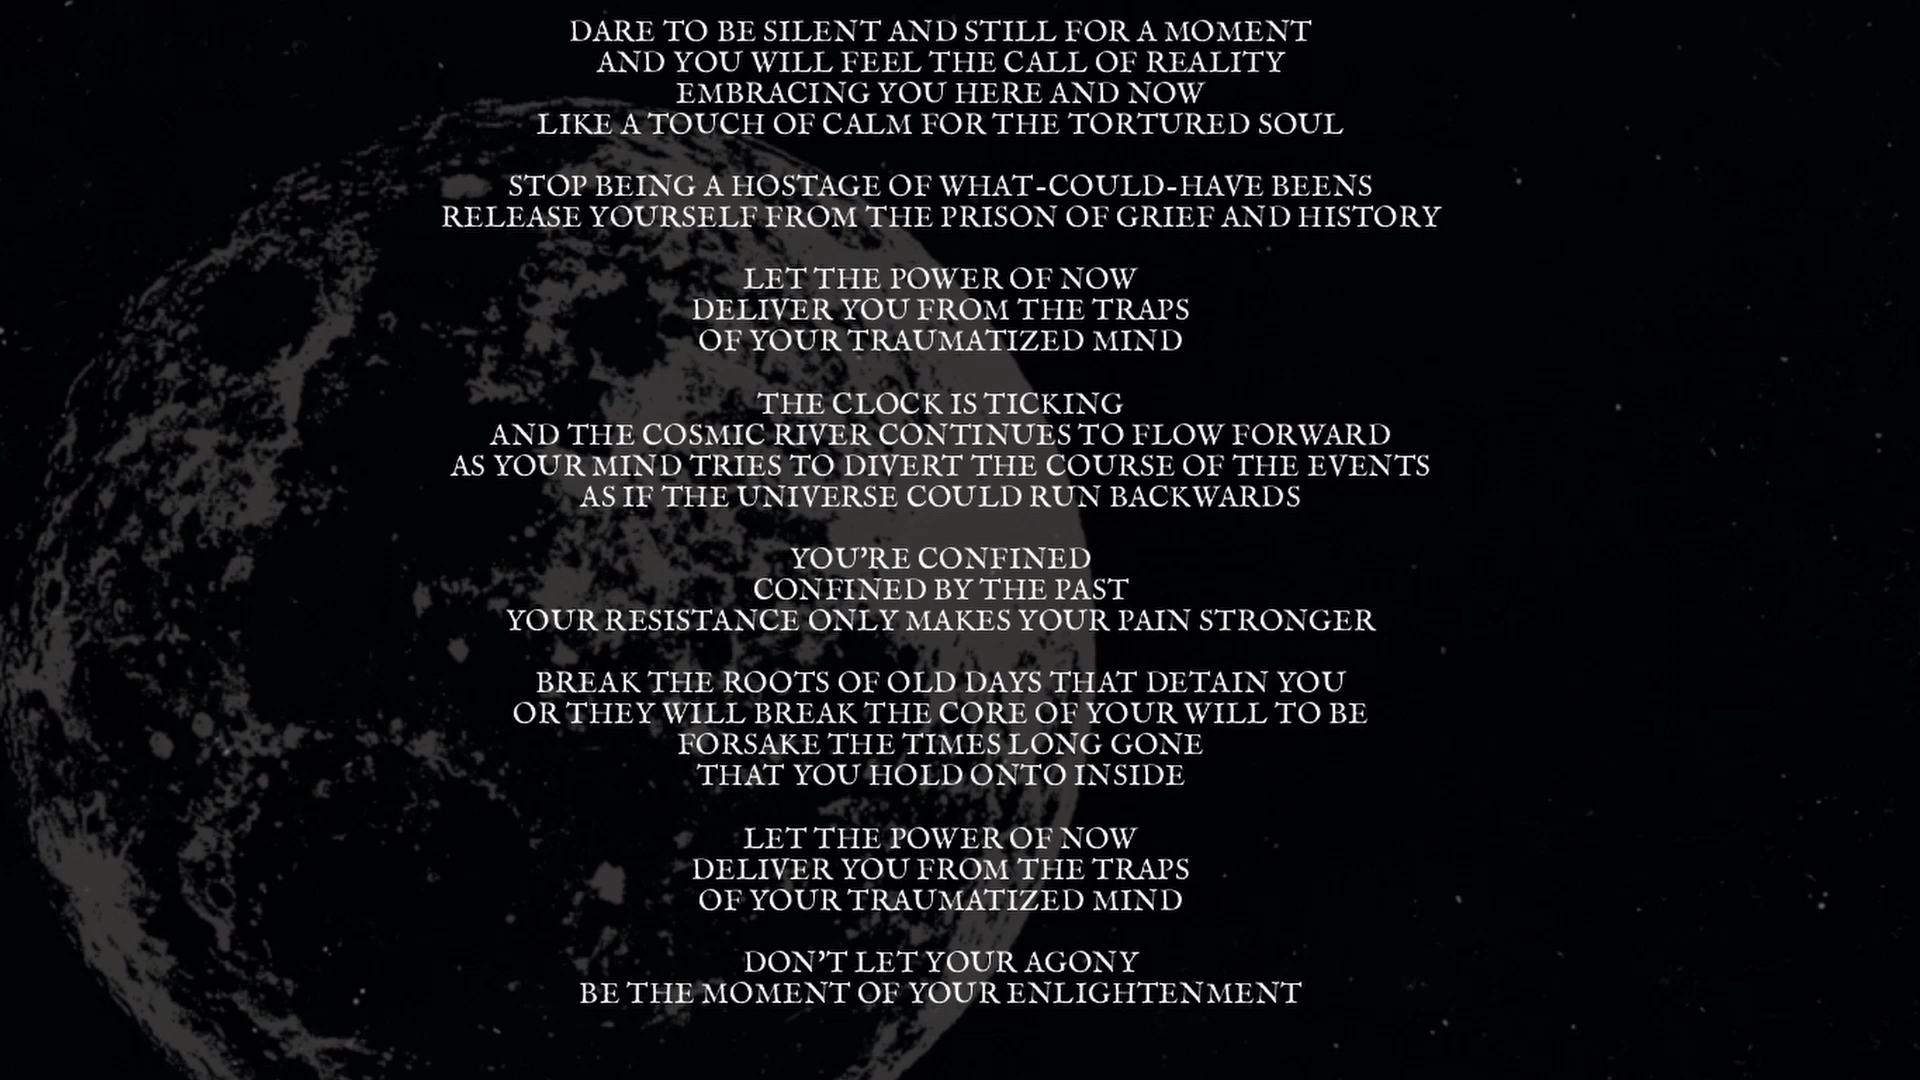 DARE TO BE SILENT AND STILL FOR A MOMENT
AND YOU WILL FEEL THE CALL OF REALITY
EMBRACING YOU HERE AND NOW
LIKE A TOUCH OF CALM FOR THE TORTURED SOUL
STOP BEING A HOSTAGE OF WHAT-COULD-HAVE BEENS
RELEASE YOURSELF FROM THE PRISON OF GRIEF AND HISTORY
LET THE POWER OF NOW
DELIVER YOU FROM THE TRAPS
OF YOUR TRAUMATIZED MIND
THE CLOCK IS TICKING
AND THE COSMIC RIVER CONTINUES TO FLOW FORWARD
AS YOUR MIND TRIES TO DIVERT THE COURSE OF THE EVENTS
AS IF THE UNIVERSE COULD RUN BACKWARDS
YOU'RE CONFINED
CONFINED BY THE PAST
YOUR RESISTANCE ONLY MAKES YOUR PAIN STRONGER
BREAK THE ROOTS OF OLD DAYS THAT DETAIN YOU
OR THEY WILL BREAK THE CORE OF YOUR WILL TO BE
FORSAKE THE TIMES LONG GONE
THAT YOU HOLD ONTO INSIDE
LET THE POWER OF NOW
DELIVER YOU FROM THE TRAPS
OF YOUR TRAUMATIZED MIND
DON'T LET YOUR AGONY
BE THE MOMENT OF YOUR ENLIGHTENMENT